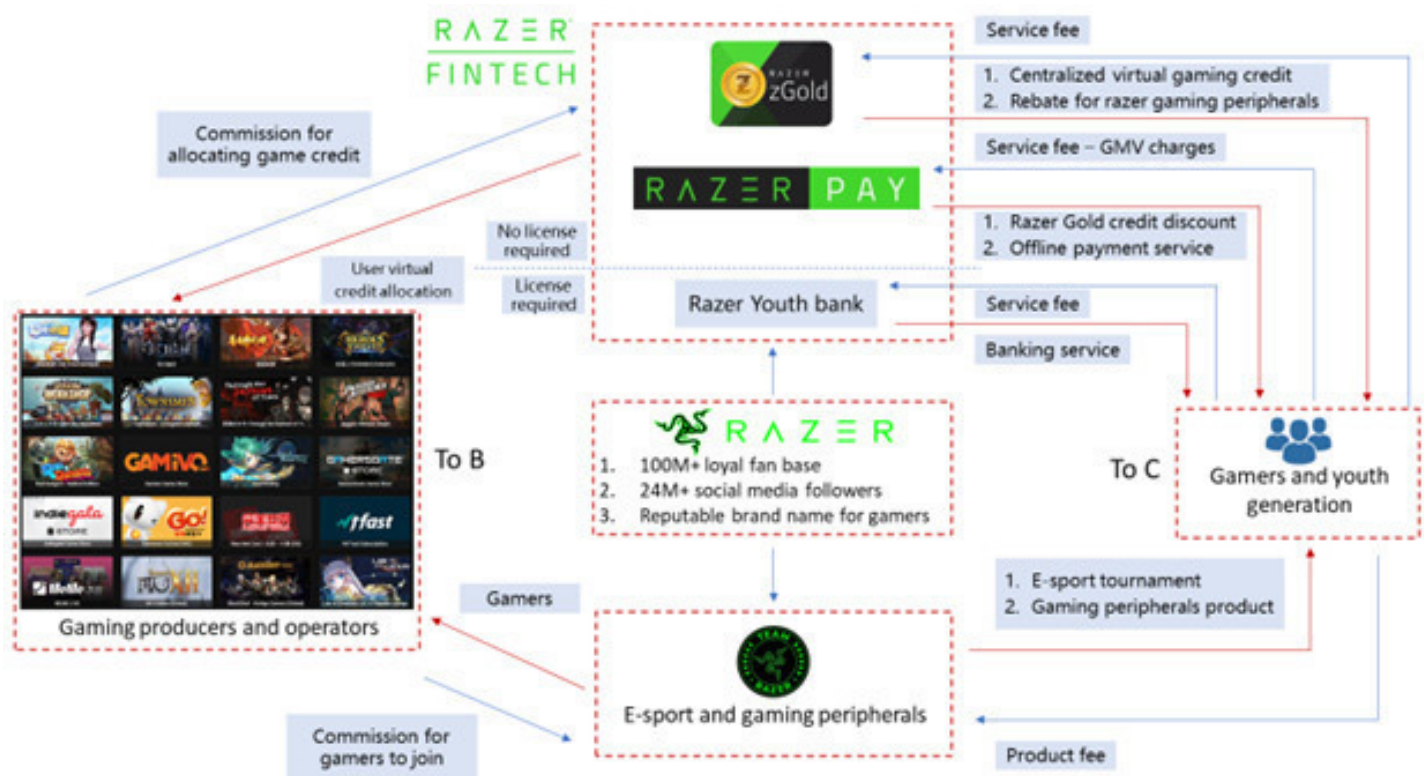 RAZER
FINTECH
Commission for
allocating game credit
RAZER
zGold
RAZER PAY
Service fee
1. Centralized virtual gaming credit
2. Rebate for razer gaming peripherals
Service fee – GMV charges
1. Razer Gold credit discount
2. Offline payment service
No license
required
User virtual
credit allocation
License
required
Razer Youth bank
Service fee
Banking service
GAMIVO
indiegala
STORE
GO!
Gaming producers and operators
To B
RAZER
1. 100M+ loyal fan base
2. 24M+ social media followers
3. Reputable brand name for gamers
To C
Gamers and youth
generation
Gamers
TEAM
RAZER
E-sport and gaming peripherals
1. E-sport tournament
2. Gaming peripherals product
Commission for
gamers to join
Product fee